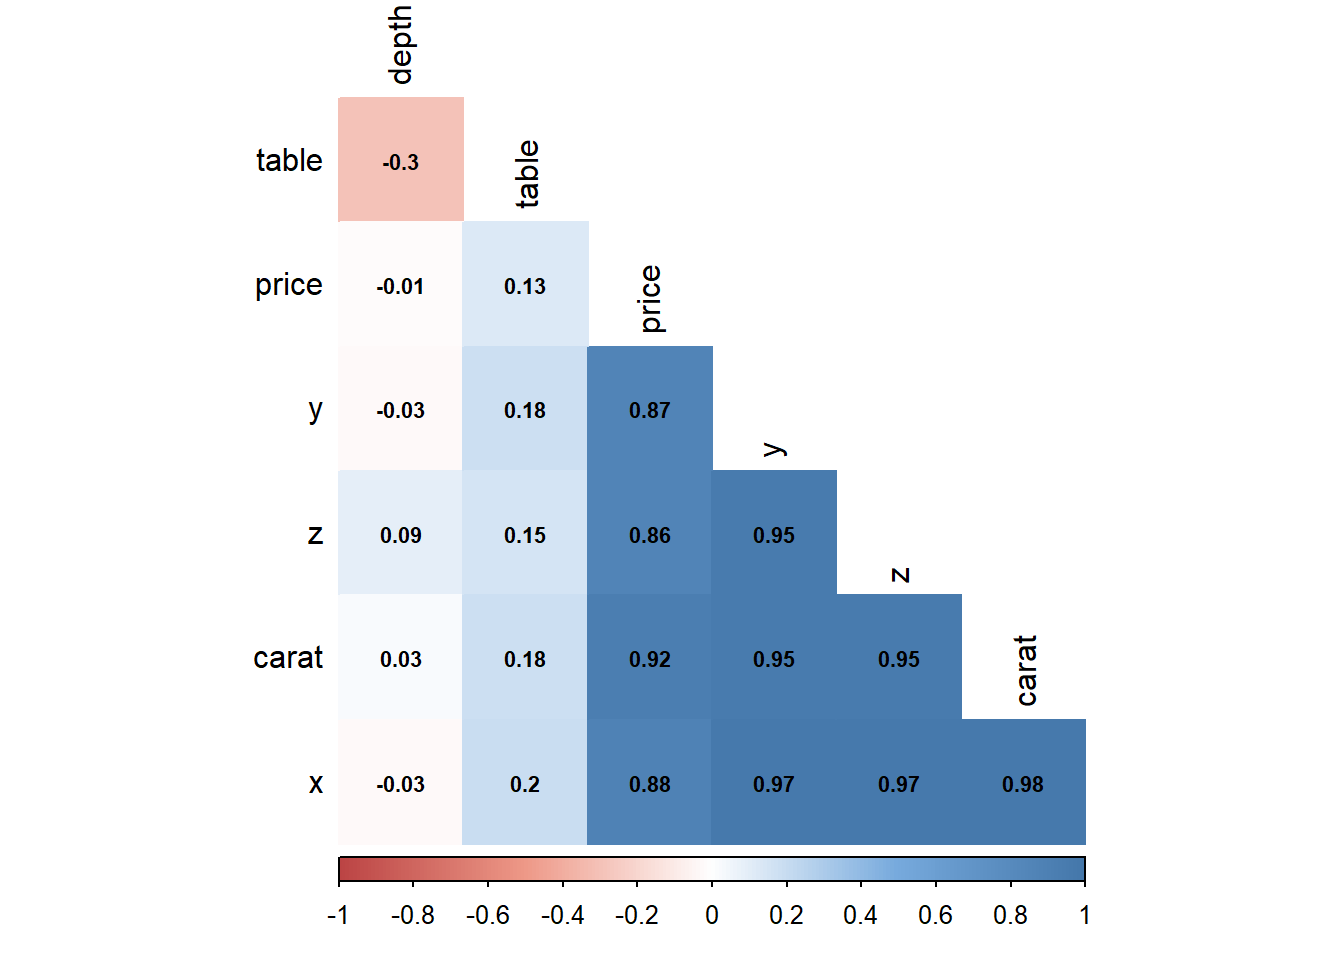 depth
table -0.3 table
price -0.01 0.13 price
y -0.03 0.18 0.87 y
z 0.09 0.15 0.86 0.95 z
carat 0.03 0.18 0.92 0.95 0.95 carat
x -0.03 0.2 0.88 0.97 0.97 0.98
-1 -0.8 -0.6 -0.4 -0.2 0 0.2 0.4 0.6 0.8 1